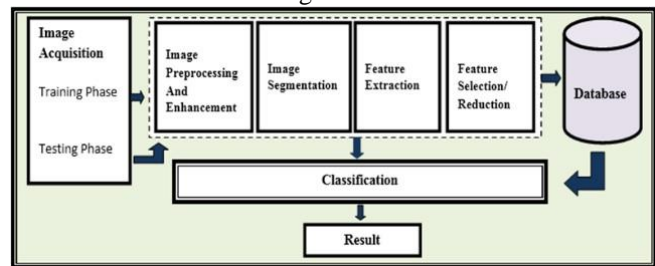 Image
Acquisition
Training Phase
Testing Phase
Image
Preprocessing
And
Enhancement
Image
Segmentation
Feature
Extraction
Feature
Selection/
Reduction
Database
Classification
Result